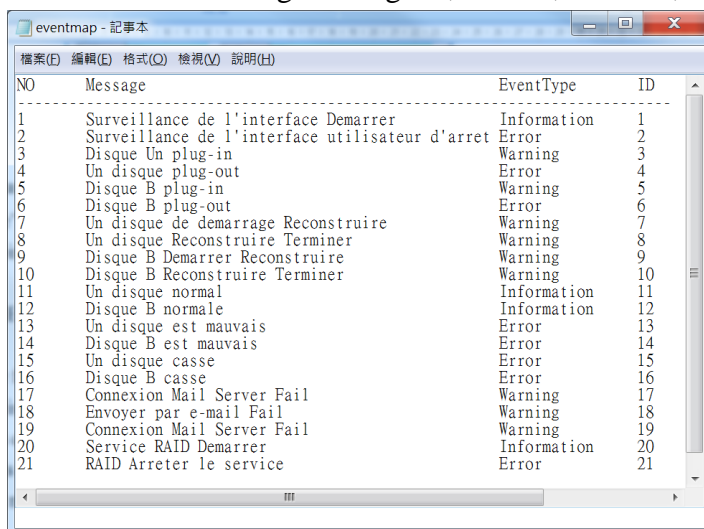 eventmap - 記事本
檔案(F) 編輯(E) 格式(O) 檢視(V) 說明(H)
NO Message EventType ID
--------------------------------------------------------------------
1 Surveillance de l'interface Demarrer Information 1
2 Surveillance de l'interface utilisateur d'arret Error 2
3 Disque Un plug-in Warning 3
4 Un disque plug-out Error 4
5 Disque B plug-in Warning 5
6 Disque B plug-out Error 6
7 Un disque de demarrage Reconstruire Warning 7
8 Un disque Reconstruire Terminer Warning 8
9 Disque B Demarrer Reconstruire Warning 9
10 Disque B Reconstruire Terminer Warning 10
11 Un disque normal Information 11
12 Disque B normale Information 12
13 Un disque est mauvais Error 13
14 Disque B est mauvais Error 14
15 Un disque casse Error 15
16 Disque B casse Error 16
17 Connexion Mail Server Fail Warning 17
18 Envoyer par e-mail Fail Warning 18
19 Connexion Mail Server Fail Warning 19
20 Service RAID Demarrer Information 20
21 RAID Arreter le service Error 21